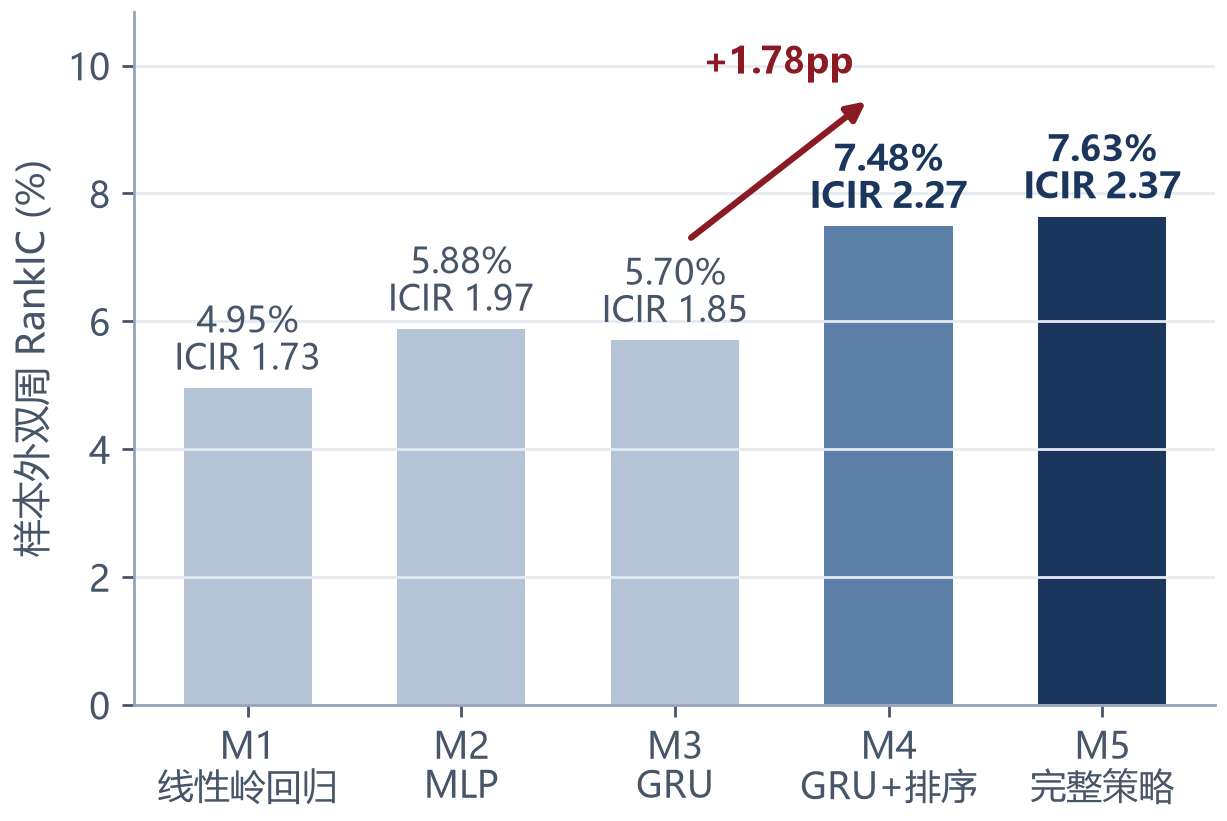 样本外双周 RankIC (%)
10
8
6
4
2
0
+1.78pp
4.95%
ICIR 1.73
5.88%
ICIR 1.97
5.70%
ICIR 1.85
7.48%
ICIR 2.27
7.63%
ICIR 2.37
M1
线性岭回归
M2
MLP
M3
GRU
M4
GRU+排序
M5
完整策略